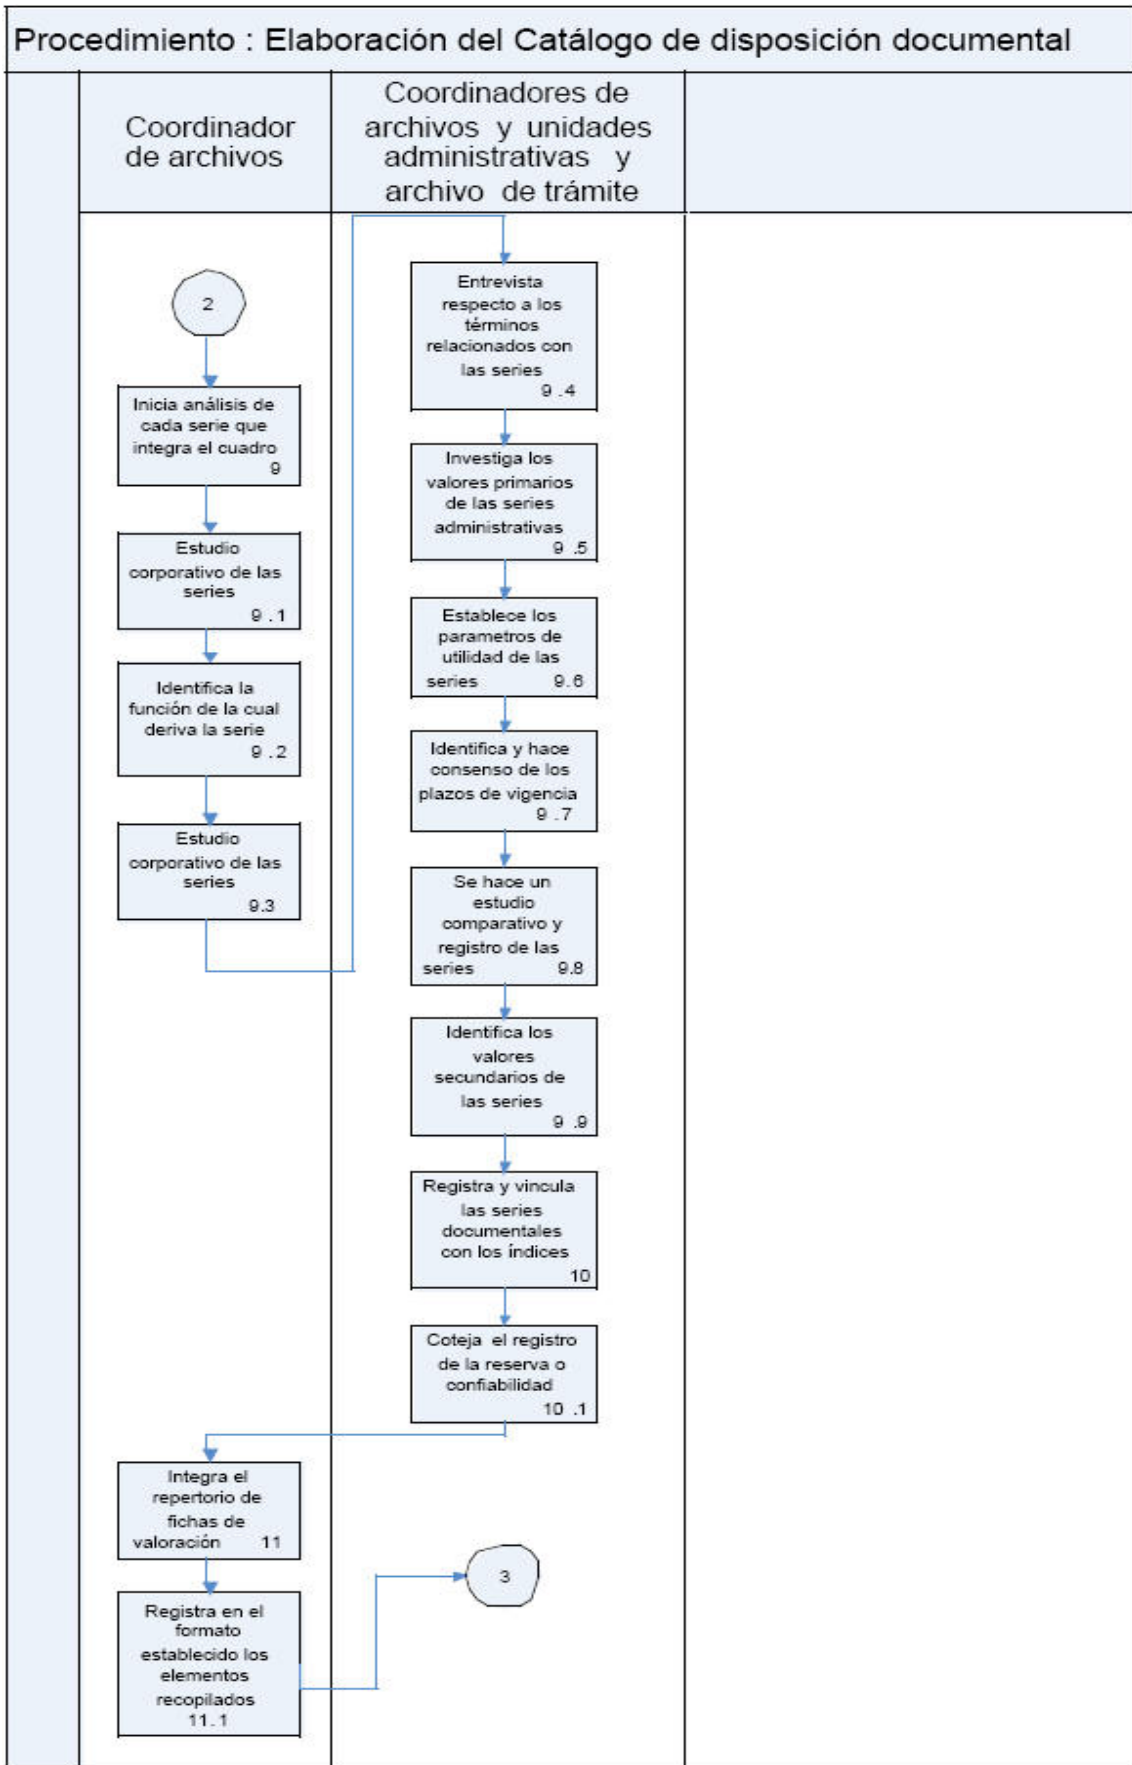 Procedimiento : Elaboración del Catálogo de disposición documental
Coordinador
de archivos
Coordinadores de
archivos y unidades
administrativas y
archivo de trámite
2
Inicia análisis de
cada serie que
integra el cuadro
9
Estudio
corporativo de las
series
9 . 1
Identifica la
función de la cual
deriva la serie
9 . 2
Estudio
corporativo de las
series
9.3
Entrevista
respecto a los
términos
relacionados con
las series
9 . 4
Investiga los
valores primarios
de las series
administrativas
9 .5
Establece los
parametros de
utilidad de las
series 9.6
Identifica y hace
consenso de los
plazos de vigencia
9 . 7
Se hace un
estudio
comparativo y
registro de las
series 9.8
Identifica los
valores
secundarios de
las series
9 .9
Registra y vincula
las series
documentales
con los índices
10
Coteja el registro
de la reserva o
confiabilidad
10 .1
Integra el
repertorio de
fichas de
valoración 11
Registra en el
formato
establecido los
elementos
recopilados
11. 1
3